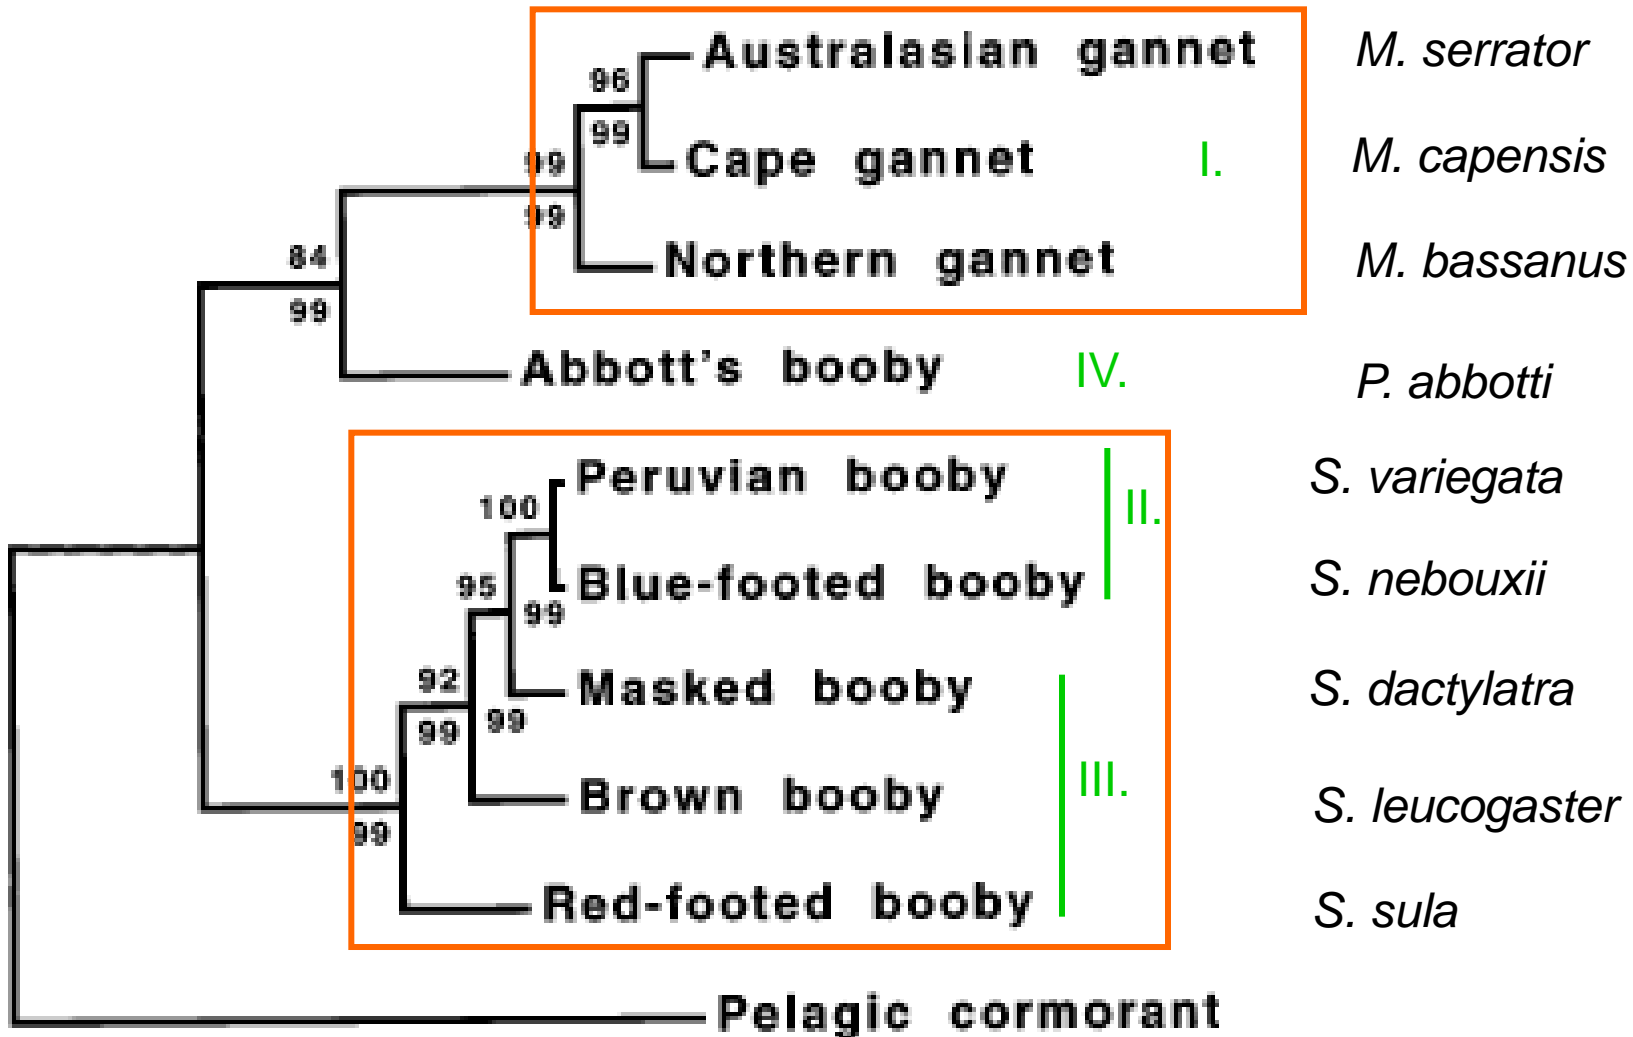 Australasian gannet M. serrator
96
99
Cape gannet I. M. capensis
99
99
Northern gannet M. bassanus
84
99
Abbott's booby IV. P. abbotti
Peruvian booby S. variegata
100
II.
95
Blue-footed booby S. nebouxii
99
92
Masked booby S. dactylatra
99
99
100
III.
Brown booby S. leucogaster
99
Red-footed booby S. sula
Pelagic cormorant